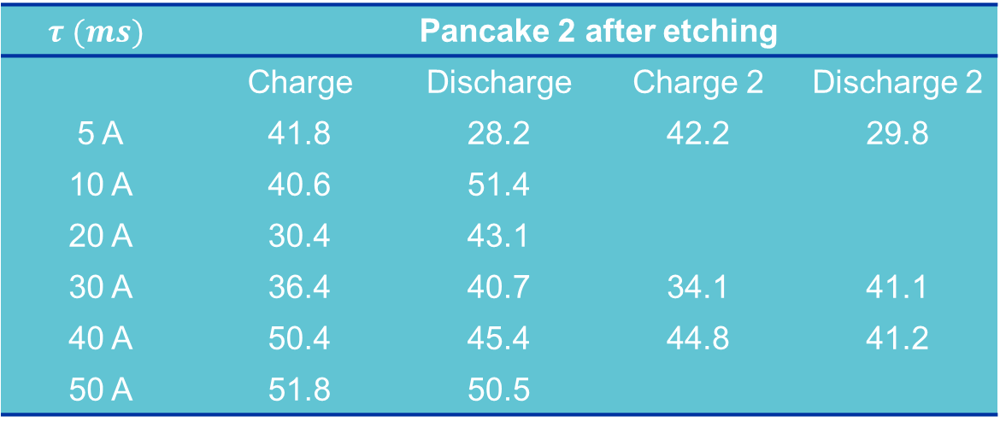 τ (ms) Pancake 2 after etching
Charge Discharge Charge 2 Discharge 2
5 A 41.8 28.2 42.2 29.8
10 A 40.6 51.4
20 A 30.4 43.1
30 A 36.4 40.7 34.1 41.1
40 A 50.4 45.4 44.8 41.2
50 A 51.8 50.5